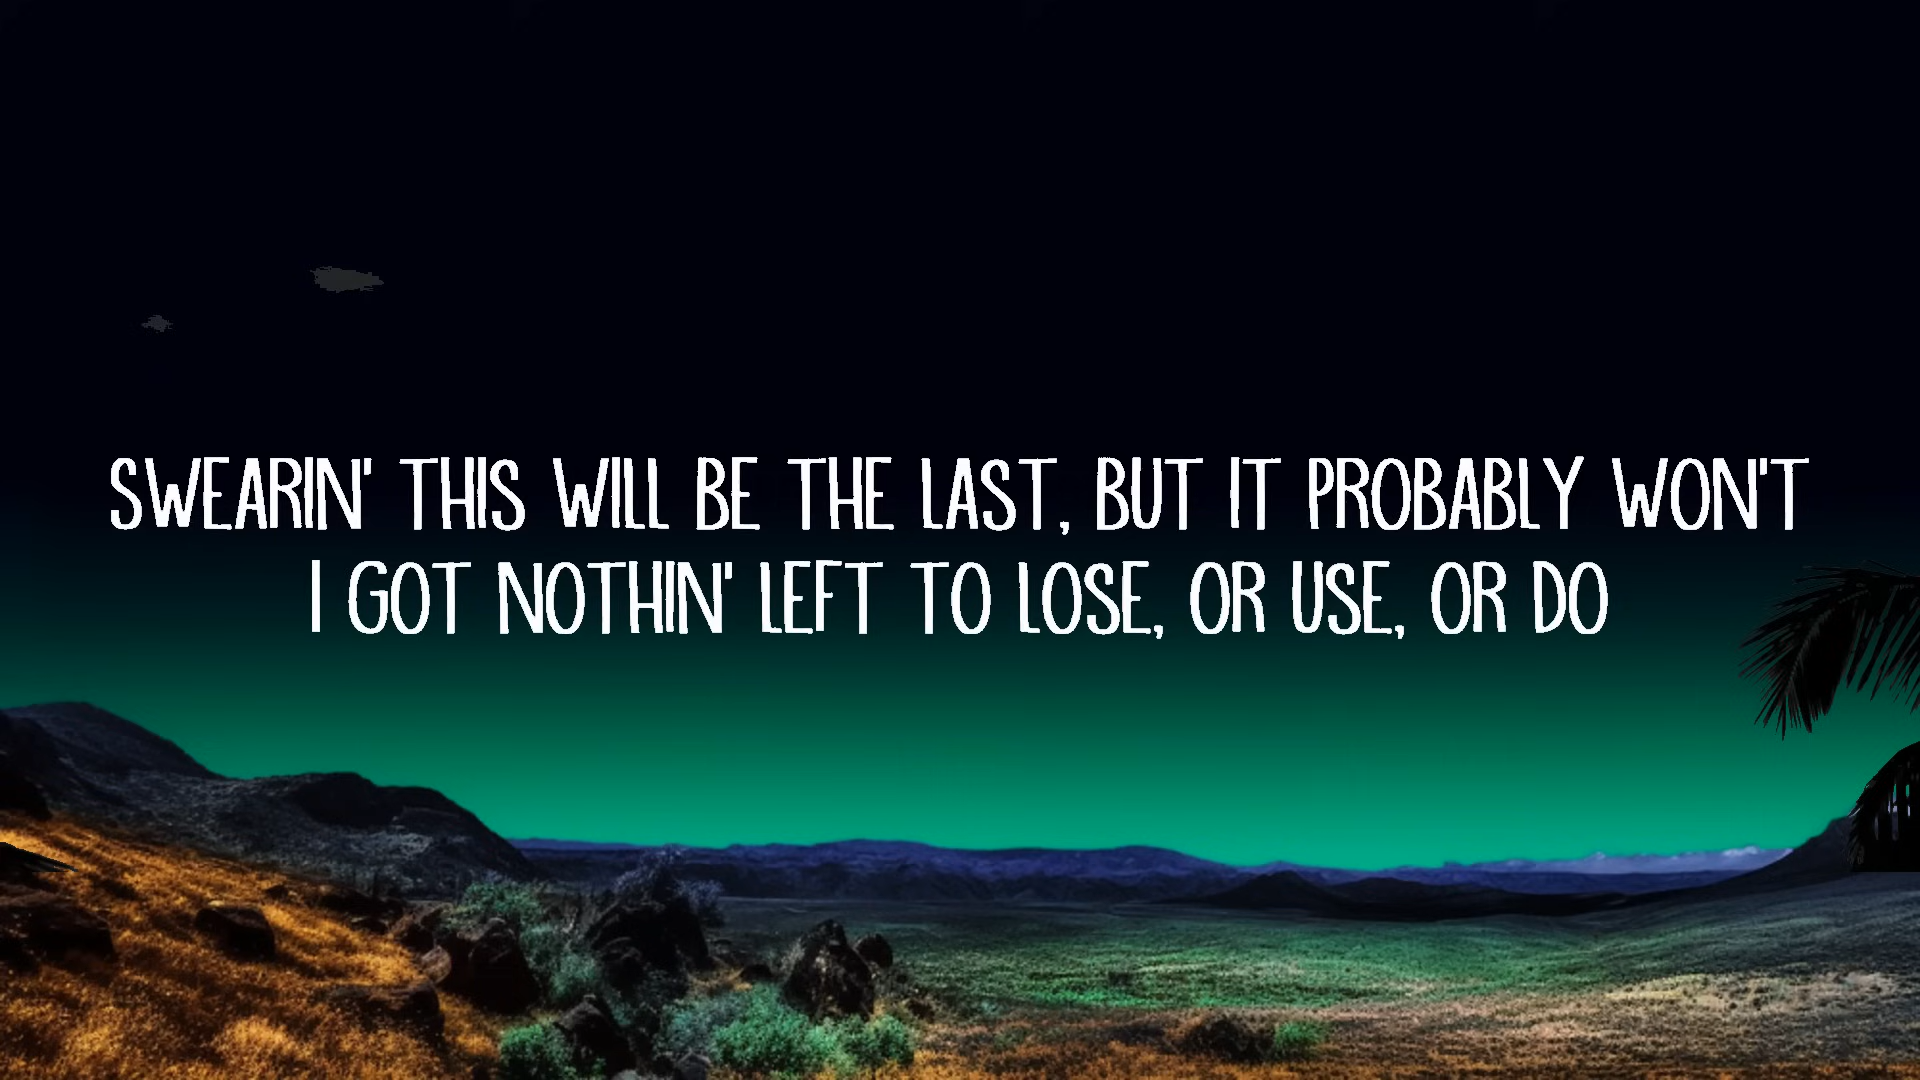 SWEARIN' THIS WILL BE THE LAST, BUT IT PROBABLY WON'T
I GOT NOTHIN' LEFT TO LOSE, OR USE, OR DO